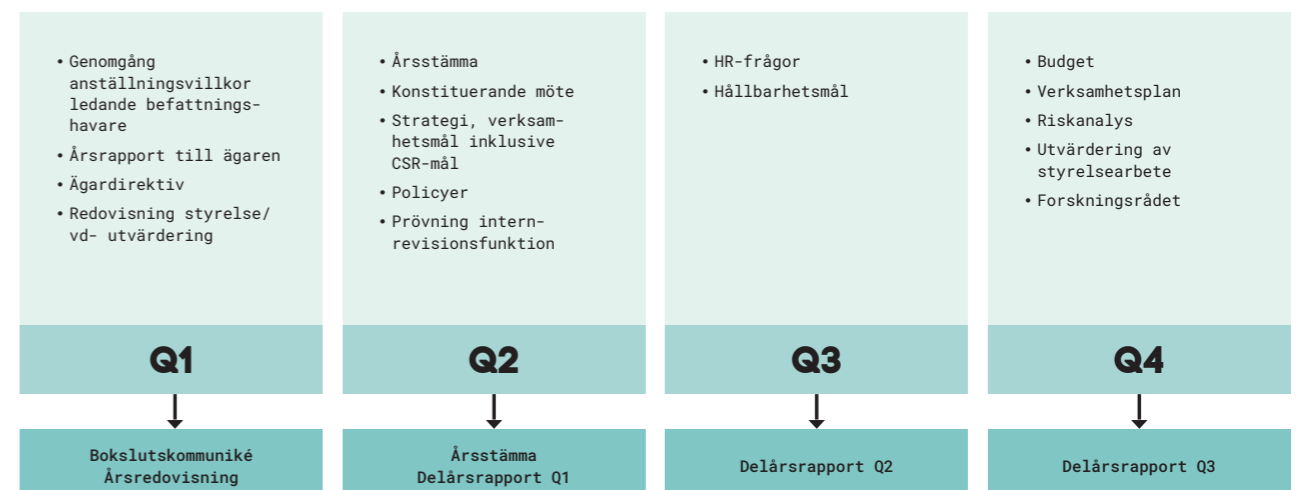 • Genomgång
anställningsvillkor
ledande befattnings-
havare
• Årsrapport till ägaren
• Ägardirektiv
• Redovisning styrelse/
vd- utvärdering
Q1
Bokslutskommuniké
Årsredovisning
• Årsstämma
• Konstituerande möte
• Strategi, verksam-
hetsmål inklusive
CSR-mål
• Policyer
• Prövning intern-
revisionsfunktion
Q2
Årsstämma
Delårsrapport Q1
• HR-frågor
• Hållbarhetsmål
Q3
Delårsrapport Q2
• Budget
• Verksamhetsplan
• Riskanalys
• Utvärdering av
styrelsearbete
• Forskningsrådet
Q4
Delårsrapport Q3